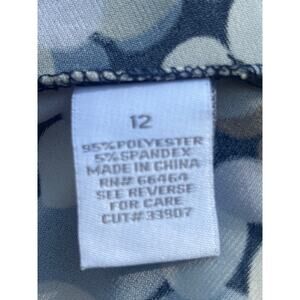 12
95% POLYESTER
5% SPANDEX
MADE IN CHINA
RN# 66464
SEE REVERSE
FOR CARE
CUT# 33907